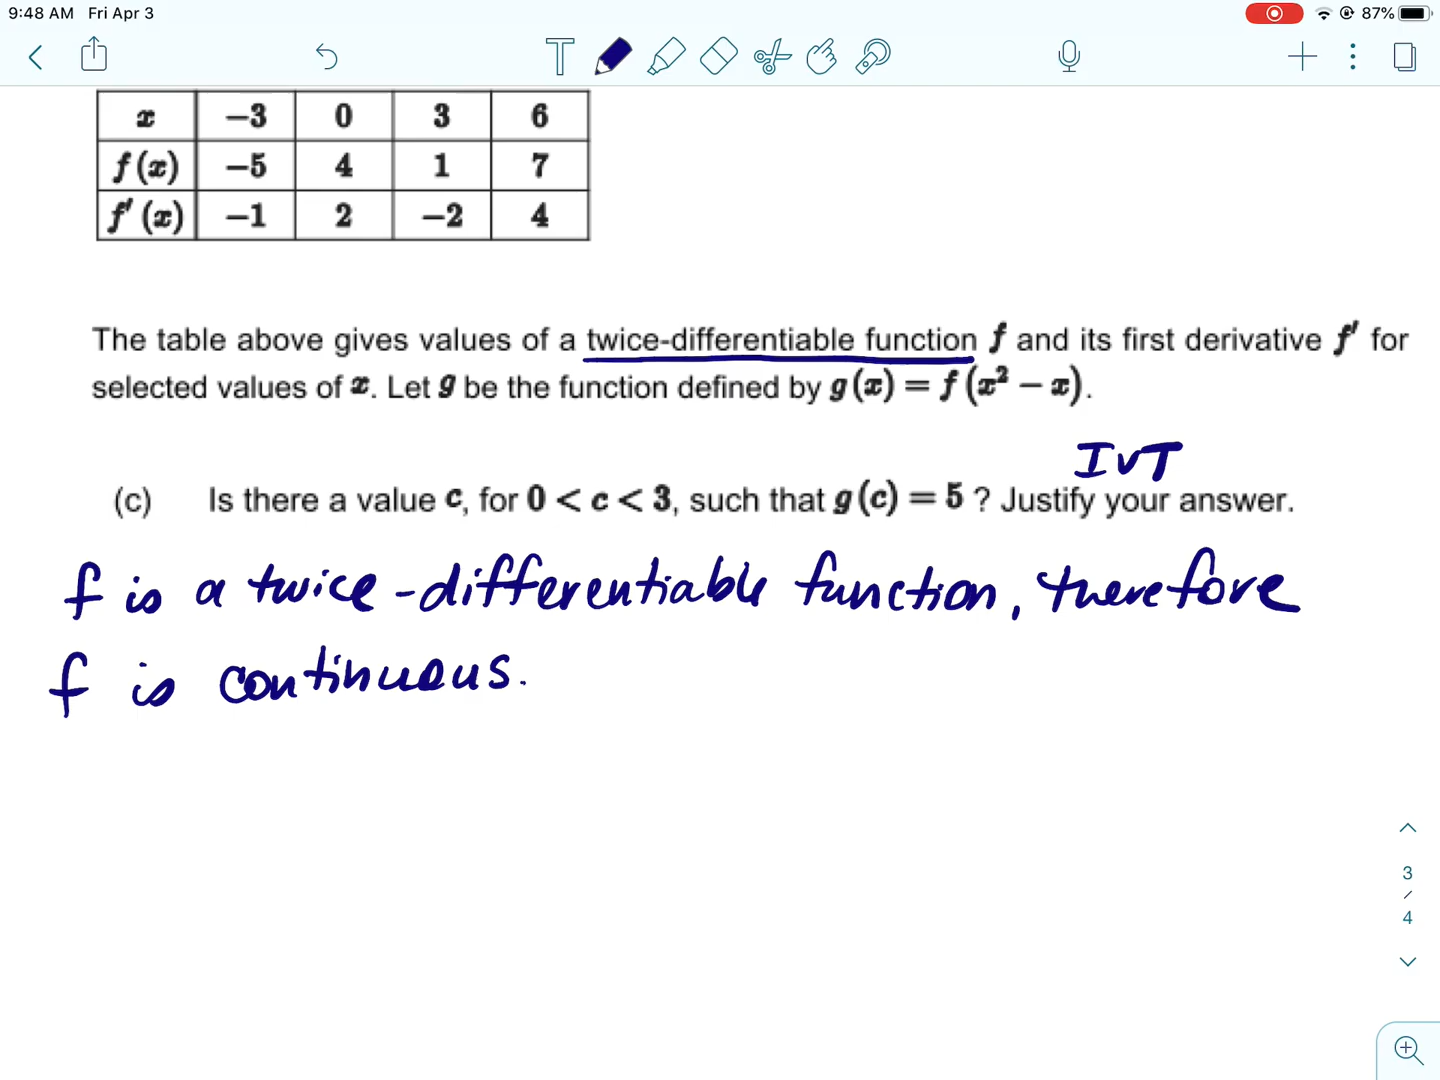 9:48 AM Fri Apr 3 87%
x −3 0 3 6
f(x) −5 4 1 7
f′(x) −1 2 −2 4
The table above gives values of a twice-differentiable function f and its first derivative f′ for
selected values of x. Let g be the function defined by g(x) = f(x² − x).
IVT
(c) Is there a value c, for 0 < c < 3, such that g(c) = 5 ? Justify your answer.
f is a twice-differentiable function, therefore
f is continuous.
3
/
4